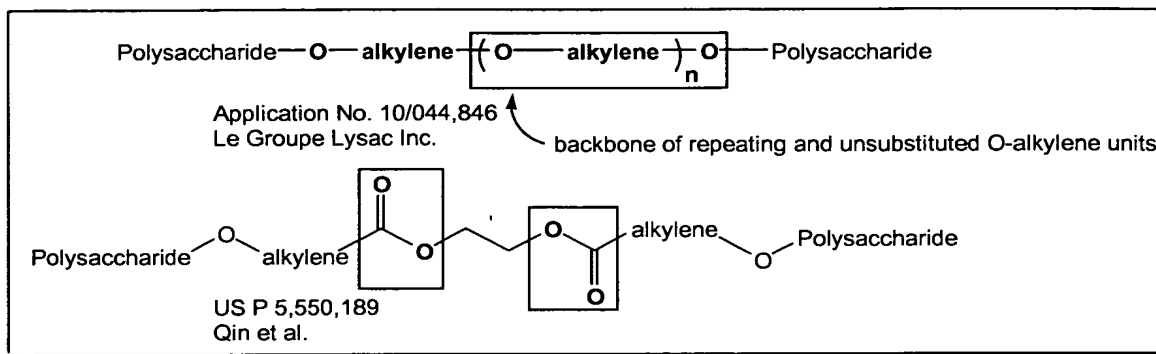 Polysaccharide—O—alkylene—(O—alkylene)n—O—Polysaccharide
Application No. 10/044,846
Le Groupe Lysac Inc.
backbone of repeating and unsubstituted O-alkylene units
O O alkylene
Polysaccharide O alkylene O O Polysaccharide
O
US P 5,550,189
Qin et al.